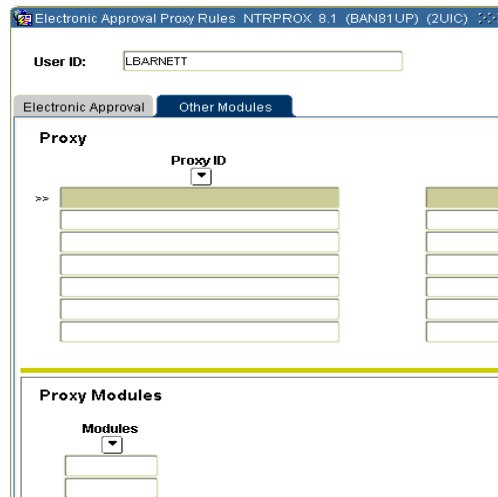 Electronic Approval Proxy Rules NTRPROX 8.1 (BAN81UP) (2UIC)
User ID: LBARNETT
Electronic Approval Other Modules
Proxy
Proxy ID
>>
Proxy Modules
Modules